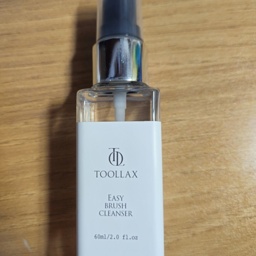 TOOLLAX
EASY
BRUSH
CLEANSER
60ml/2.0 fl.oz